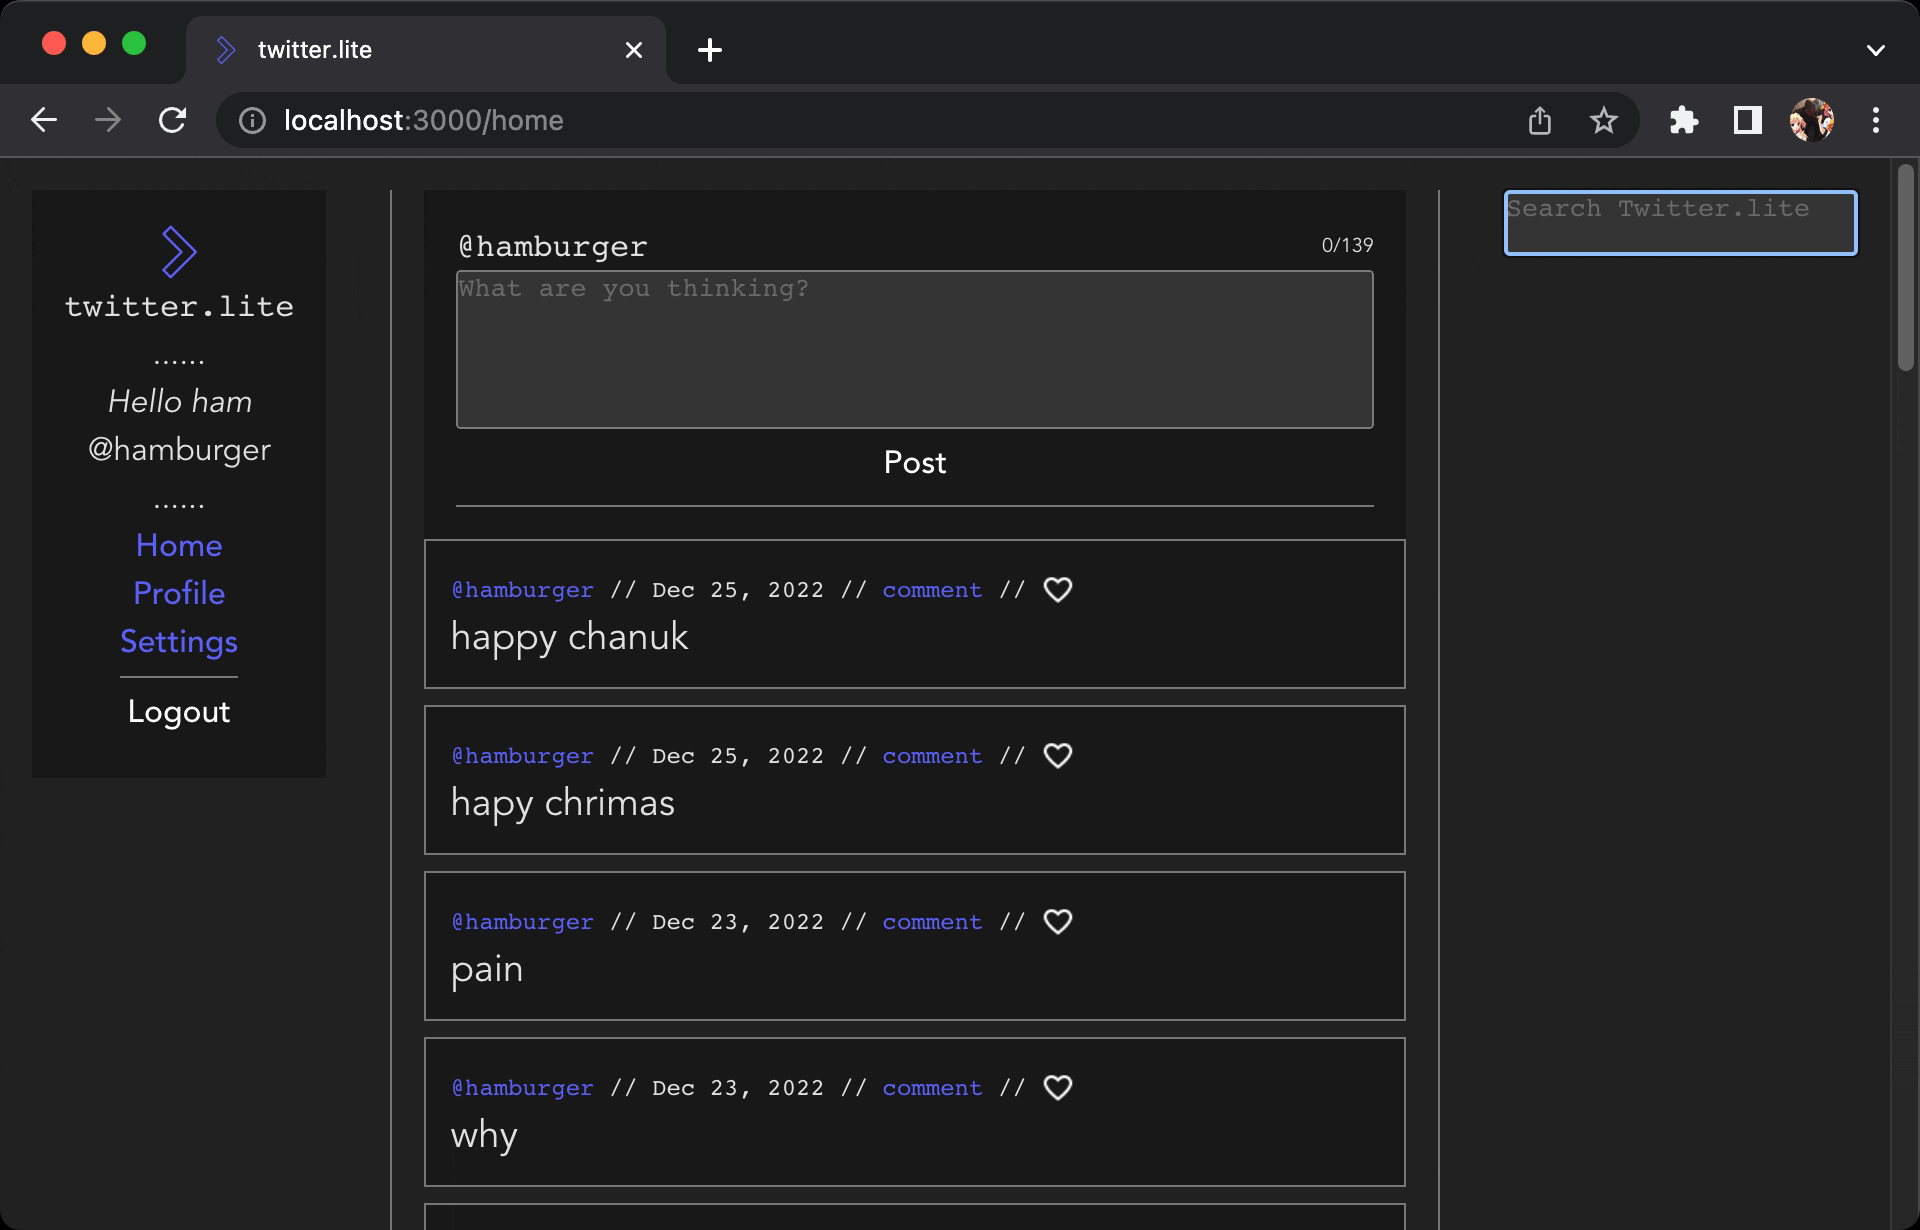 twitter.lite
localhost:3000/home
twitter.lite
......
Hello ham
@hamburger
......
Home
Profile
Settings
Logout
@hamburger 0/139
What are you thinking?
Post
@hamburger // Dec 25, 2022 // comment //
happy chanuk
@hamburger // Dec 25, 2022 // comment //
hapy chrimas
@hamburger // Dec 23, 2022 // comment //
pain
@hamburger // Dec 23, 2022 // comment //
why
Search Twitter.lite